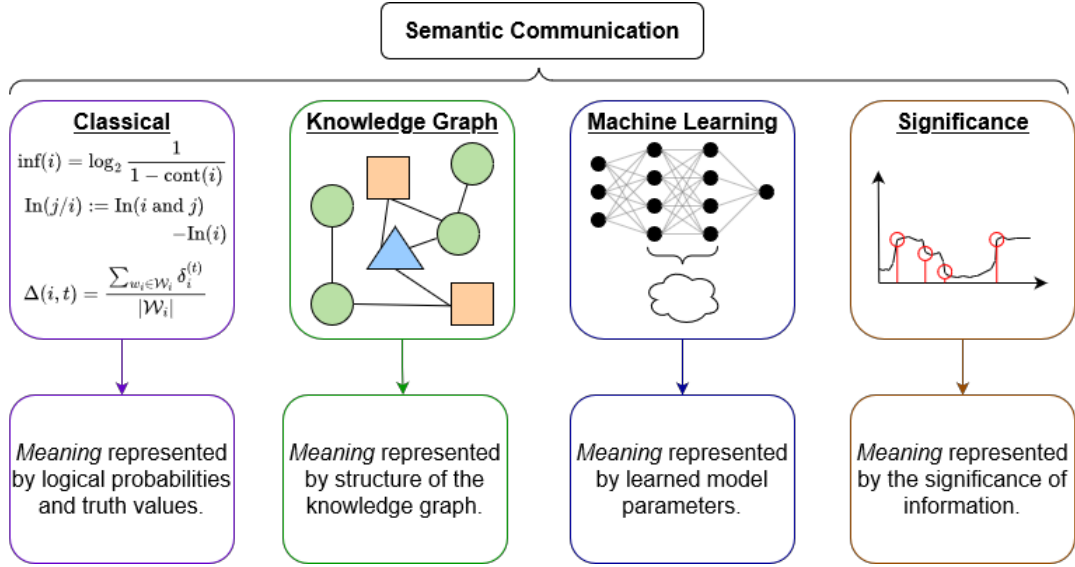 Semantic Communication
Classical
inf(i) = log₂ 1 / (1 − cont(i))
In(j/i) := In(i and j)
−In(i)
Δ(i, t) = ∑_{w_i∈𝒲_i} δ_i^{(t)} / |𝒲_i|
Knowledge Graph
Machine Learning
Significance
Meaning represented
by logical probabilities
and truth values.
Meaning represented
by structure of the
knowledge graph.
Meaning represented
by learned model
parameters.
Meaning represented
by the significance of
information.